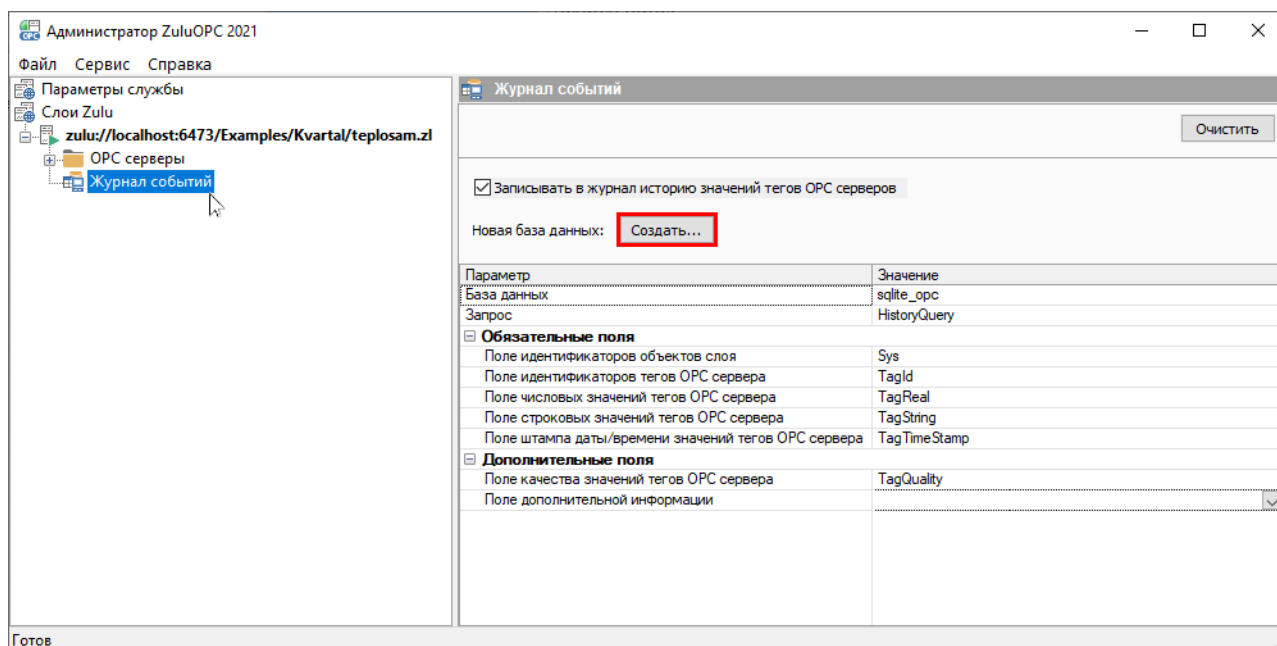 Администратор ZuluOPC 2021
Файл Сервис Справка
Параметры службы
Слои Zulu
zulu://localhost:6473/Examples/Kvartal/teplosam.zl
OPC серверы
Журнал событий
Журнал событий
Очистить
Записывать в журнал историю значений тегов OPC серверов
Новая база данных: Создать...
Параметр Значение
База данных sqlite_opc
Запрос HistoryQuery
Обязательные поля
Поле идентификаторов объектов слоя Sys
Поле идентификаторов тегов OPC сервера TagId
Поле числовых значений тегов OPC сервера TagReal
Поле строковых значений тегов OPC сервера TagString
Поле штампа даты/времени значений тегов OPC сервера TagTimeStamp
Дополнительные поля
Поле качества значений тегов OPC сервера TagQuality
Поле дополнительной информации
Готов